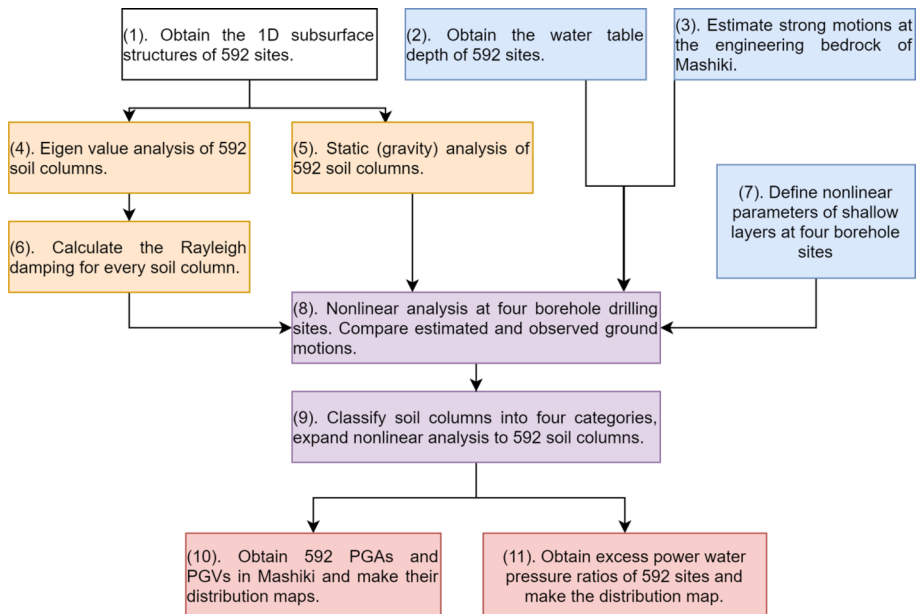 (1). Obtain the 1D subsurface
structures of 592 sites.
(2). Obtain the water table
depth of 592 sites.
(3). Estimate strong motions at
the engineering bedrock of
Mashiki.
(4). Eigen value analysis of 592
soil columns.
(5). Static (gravity) analysis of
592 soil columns.
(7). Define nonlinear
parameters of shallow
layers at four borehole
sites
(6). Calculate the Rayleigh
damping for every soil column.
(8). Nonlinear analysis at four borehole drilling
sites. Compare estimated and observed ground
motions.
(9). Classify soil columns into four categories,
expand nonlinear analysis to 592 soil columns.
(10). Obtain 592 PGAs and
PGVs in Mashiki and make their
distribution maps.
(11). Obtain excess power water
pressure ratios of 592 sites and
make the distribution map.